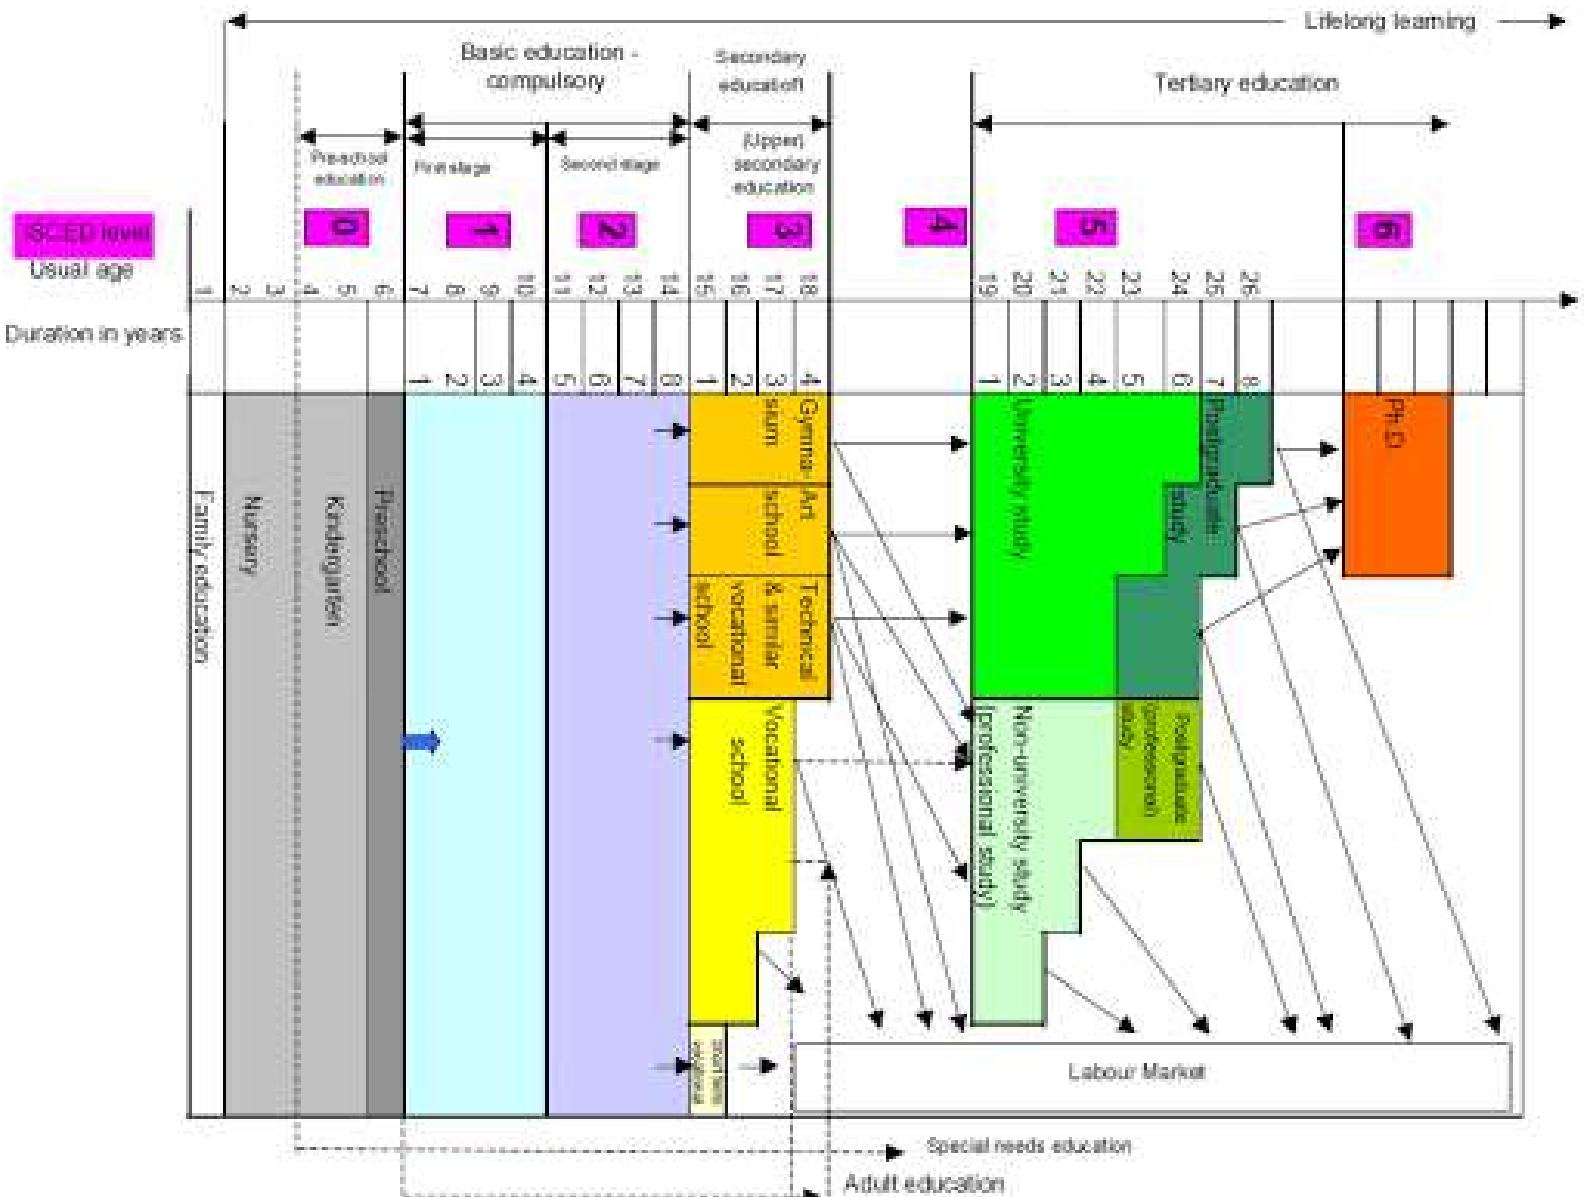 Lifelong learning
Basic education -
compulsory
Secondary
education
Tertiary education
Pre-school
education
First stage
Second stage
(Upper)
secondary
education
ISCED level
0
1
2
3
4
5
6
Usual age
1 2 3 4 5 6 7 8 9 10 11 12 13 14 15 16 17 18 19 20 21 22 23 24 25 26
Duration in years
1 2 3 4 5 6 7 8 1 2 3 4 1 2 3 4 5 6 7 8
Family education
Nursery
Kindergarten
Preschool
Gymna-
sium
Art
school
Technical
& similar
vocational
school
Vocational
school
University study
Postgraduate
study
Ph.D
Non-university study
(professional study)
Postgraduate
(professional)
study
Labour Market
Special needs education
Adult education